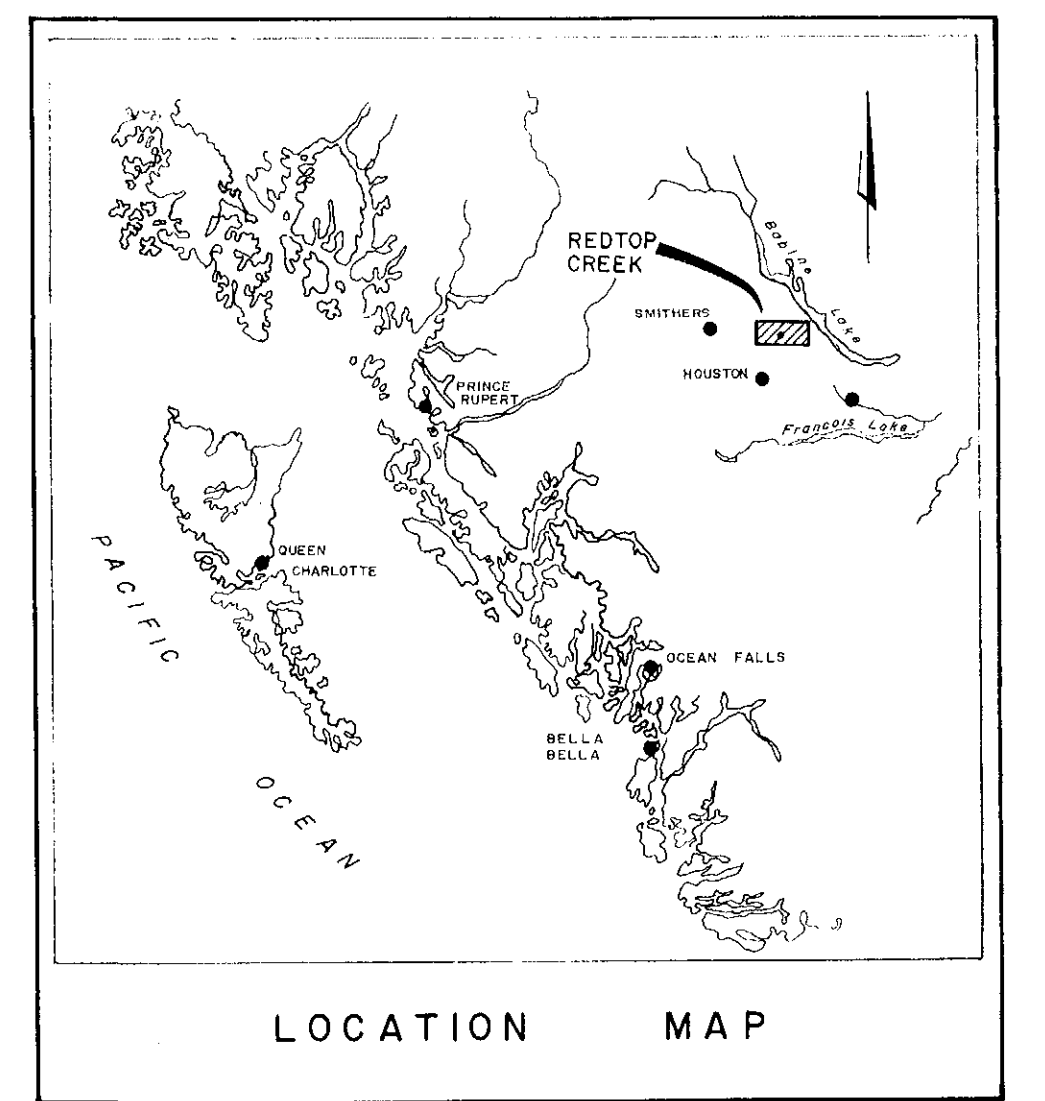 REDTOP
CREEK
Babine Lake
SMITHERS
HOUSTON
PRINCE
RUPERT
Francois Lake
QUEEN
CHARLOTTE
PACIFIC
OCEAN
OCEAN FALLS
BELLA
BELLA
LOCATION MAP